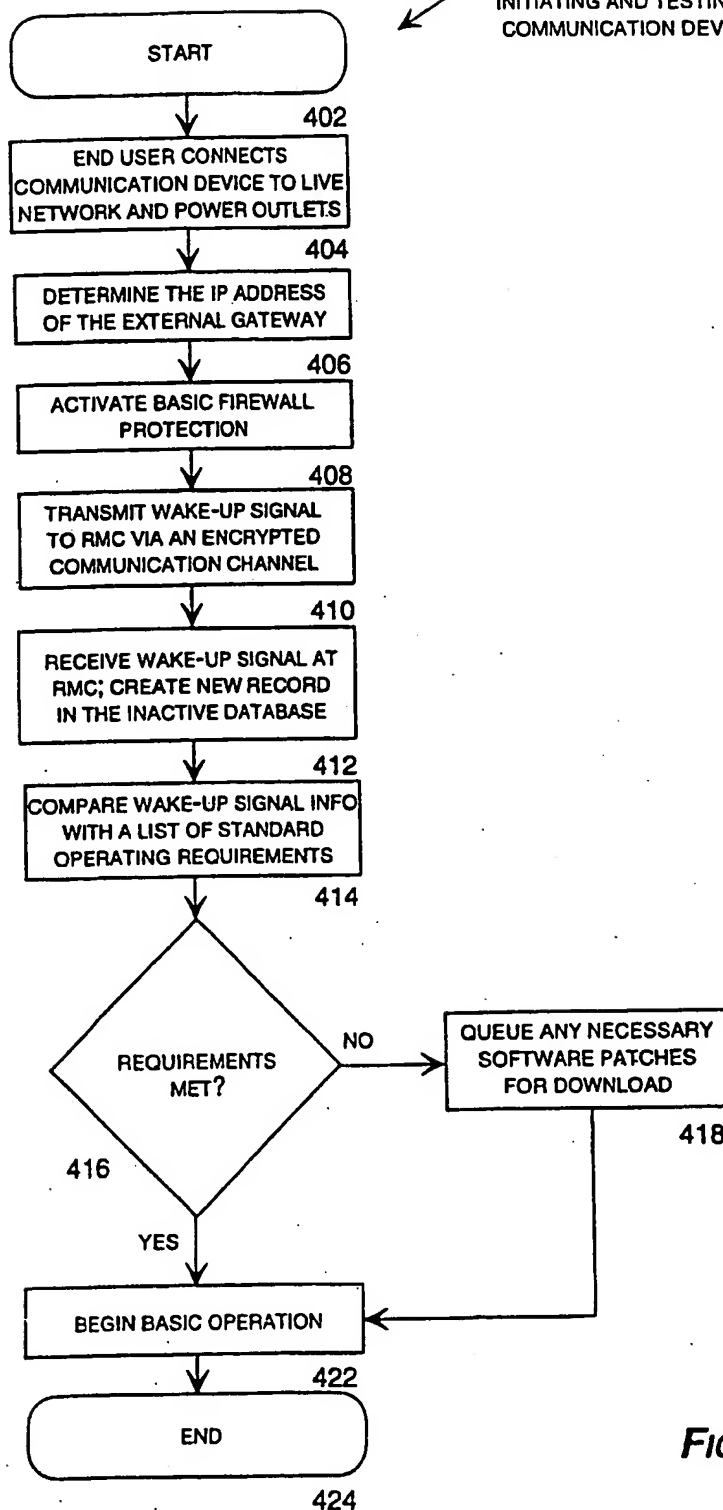 INITIATING AND
COMMUNICATION
START
402
END USER CONNECTS
COMMUNICATION DEVICE TO LIVE
NETWORK AND POWER OUTLETS
404
DETERMINE THE IP ADDRESS
OF THE EXTERNAL GATEWAY
406
ACTIVATE BASIC FIREWALL
PROTECTION
408
TRANSMIT WAKE-UP SIGNAL
TO RMC VIA AN ENCRYPTED
COMMUNICATION CHANNEL
410
RECEIVE WAKE-UP SIGNAL AT
RMC; CREATE NEW RECORD
IN THE INACTIVE DATABASE
412
COMPARE WAKE-UP SIGNAL INFO
WITH A LIST OF STANDARD
OPERATING REQUIREMENTS
414
REQUIREMENTS
MET?
NO
QUEUE ANY NECESSARY
SOFTWARE PATCHES
FOR DOWNLOAD
416
418
YES
BEGIN BASIC OPERATION
422
END
424